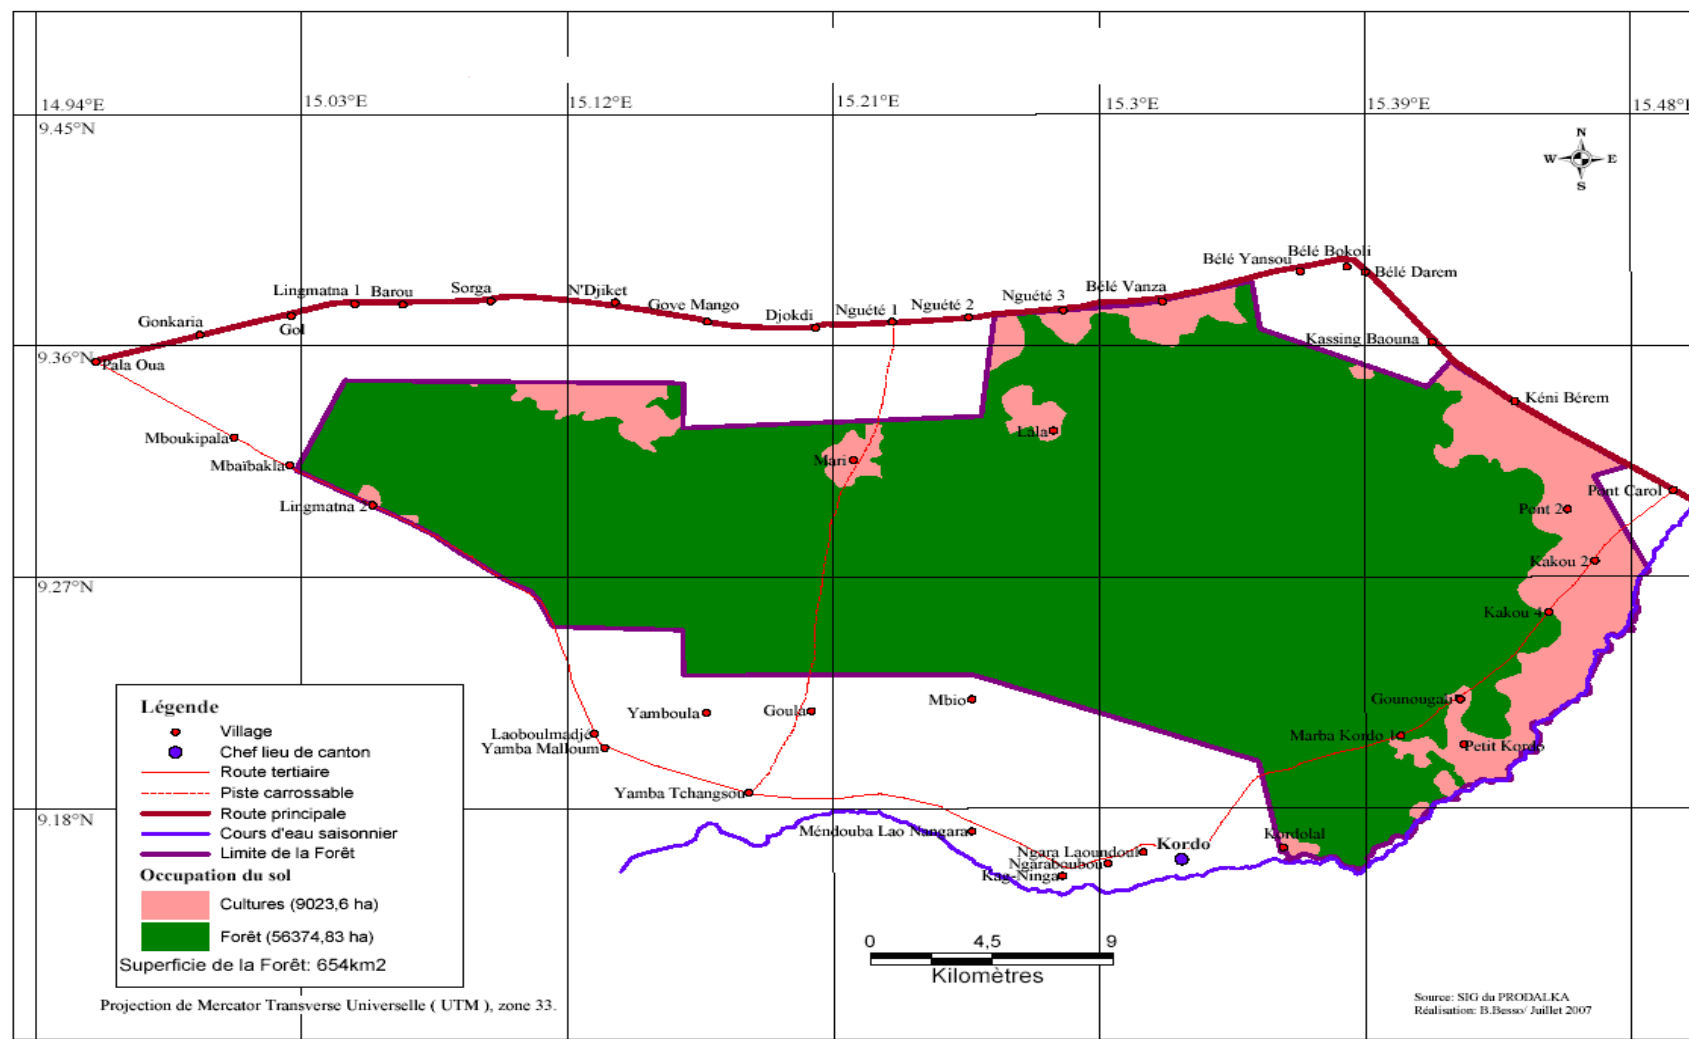 14.94°E
15.03°E
15.12°E
15.21°E
15.3°E
15.39°E
15.48°E
9.45°N
N
W E
S
Bélé Bokoli
Bélé Yansou
Bélé Darem
Lingmatna 1
Barou
Sorga
N'Djiket
Gove Mango
Djokdi
Nguété 1
Nguété 2
Nguété 3
Bélé Vanza
Gonkaria
Gol
Kassing Baouna
9.36°N
Pala Oua
Kéni Bérem
Mboukipala
Lala
Mbaïbakla
Mari
Pont Carol
Lingmatna 2
Pont 2
Kakou 2
9.27°N
Kakou 4
Mbio
Gounougaïi
Yamboula
Goula
Laoboulmadjé
Yamba Malloum
Marba Kordo 1
Petit Kordo
Yamba Tchangsou
9.18°N
Méndouba Lao Nangara
Kordolal
Kordo
Ngara Laoundoul
Ngaraboubou
Kag-Ninga
Légende
Village
Chef lieu de canton
Route tertiaire
Piste carrossable
Route principale
Cours d'eau saisonnier
Limite de la Forêt
Occupation du sol
Cultures (9023,6 ha)
Forêt (56374,83 ha)
Superficie de la Forêt: 654km2
0 4,5 9
Kilomètres
Projection de Mercator Transverse Universelle ( UTM ), zone 33.
Source: SIG du PRODALKA
Réalisation: B.Besso/ Juillet 2007